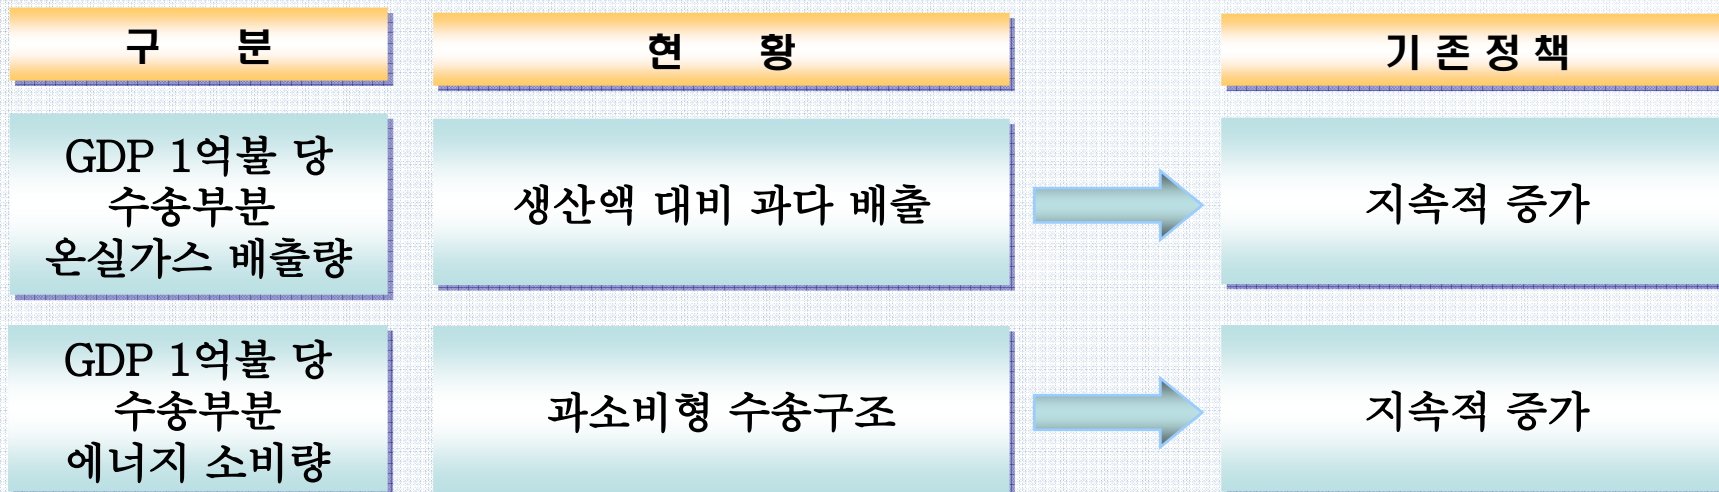 구 분
현 황
기 존 정 책
GDP 1억불 당
수송부분
온실가스 배출량
생산액 대비 과다 배출
지속적 증가
GDP 1억불 당
수송부분
에너지 소비량
과소비형 수송구조
지속적 증가